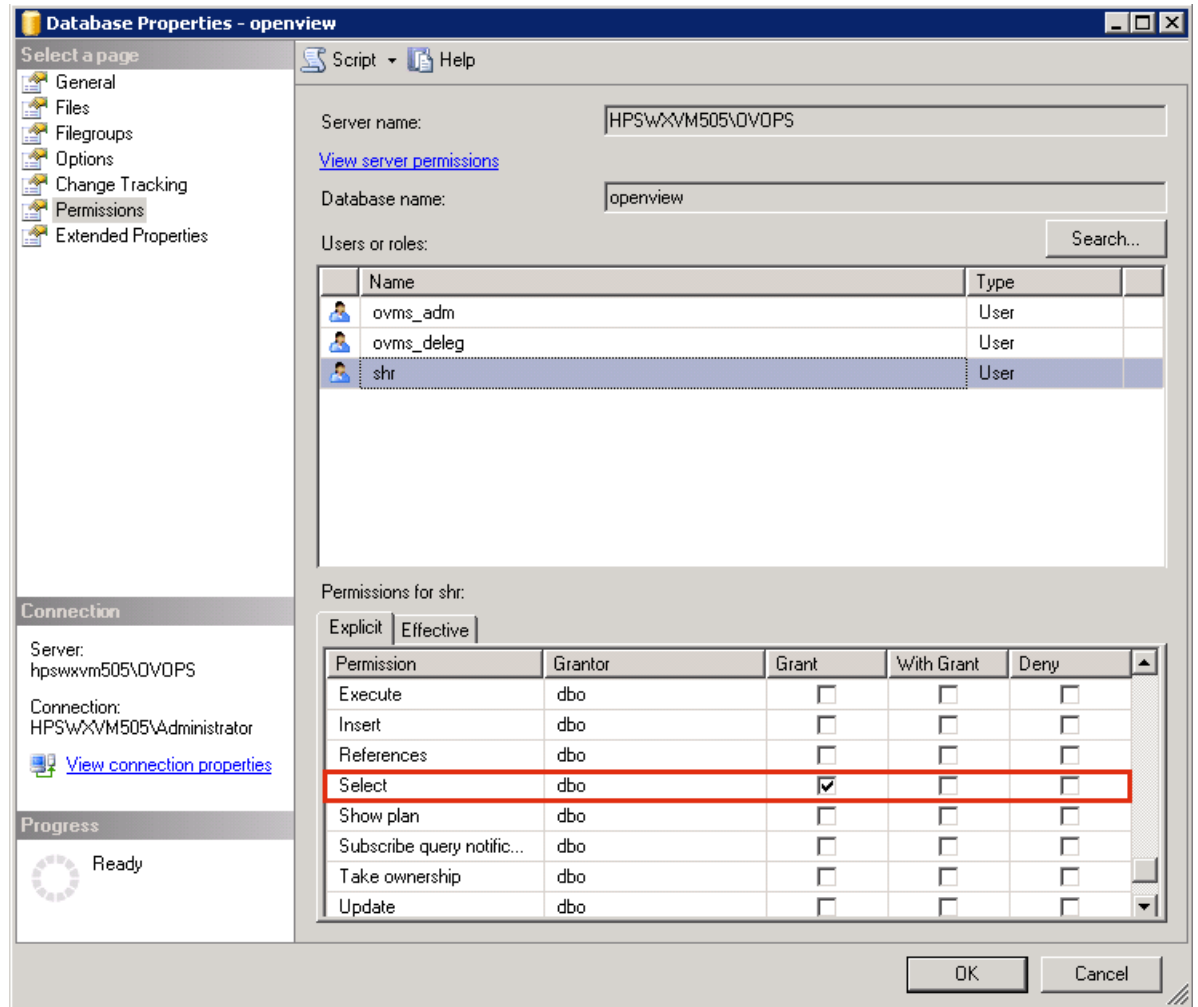 Database Properties - openview
Select a page
General
Files
Filegroups
Options
Change Tracking
Permissions
Extended Properties
Script Help
Server name: HPSWXVM505\OVOPS
View server permissions
Database name: openview
Users or roles: Search...
Name Type
ovms_adm User
ovms_deleg User
shr User
Permissions for shr:
Explicit Effective
Permission Grantor Grant With Grant Deny
Execute dbo
Insert dbo
References dbo
Select dbo
Show plan dbo
Subscribe query notific... dbo
Take ownership dbo
Update dbo
Connection
Server:
hpswxvm505\OVOPS
Connection:
HPSWXVM505\Administrator
View connection properties
Progress
Ready
OK Cancel